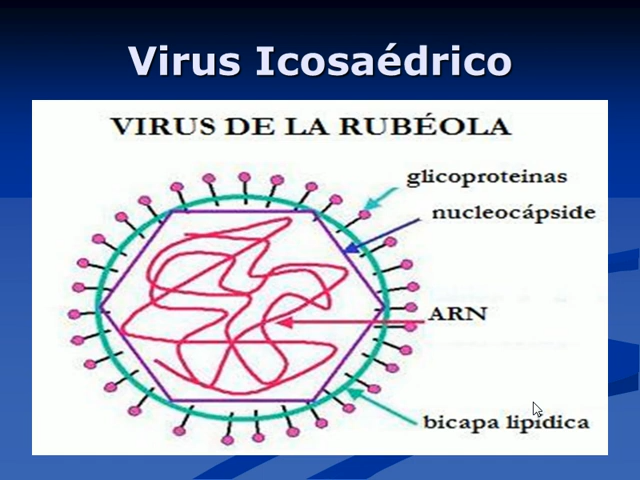 Virus Icosaédrico
VIRUS DE LA RUBÉOLA
glicoproteinas
nucleocápside
ARN
bicapa lipídica